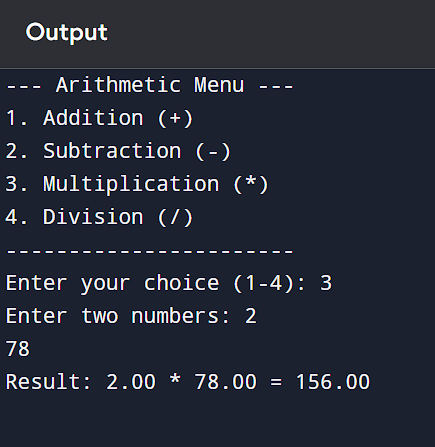 Output
--- Arithmetic Menu ---
1. Addition (+)
2. Subtraction (-)
3. Multiplication (*)
4. Division (/)
-----------------------
Enter your choice (1-4): 3
Enter two numbers: 2
78
Result: 2.00 * 78.00 = 156.00